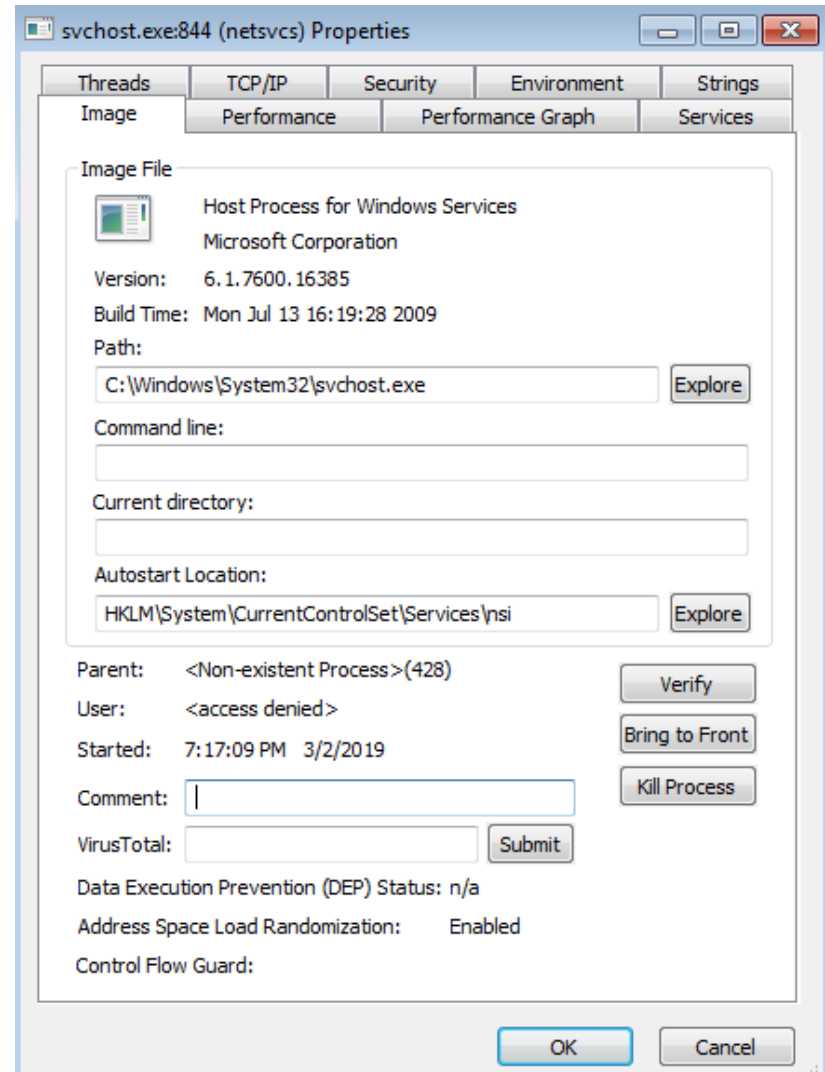 svchost.exe:844 (netsvcs) Properties
Threads TCP/IP Security Environment Strings
Image Performance Performance Graph Services
Image File
Host Process for Windows Services
Microsoft Corporation
Version: 6.1.7600.16385
Build Time: Mon Jul 13 16:19:28 2009
Path:
C:\Windows\System32\svchost.exe Explore
Command line:
Current directory:
Autostart Location:
HKLM\System\CurrentControlSet\Services\nsi Explore
Parent: <Non-existent Process>(428)
Verify
User: <access denied>
Bring to Front
Started: 7:17:09 PM 3/2/2019
Kill Process
Comment:
VirusTotal: Submit
Data Execution Prevention (DEP) Status: n/a
Address Space Load Randomization: Enabled
Control Flow Guard:
OK Cancel